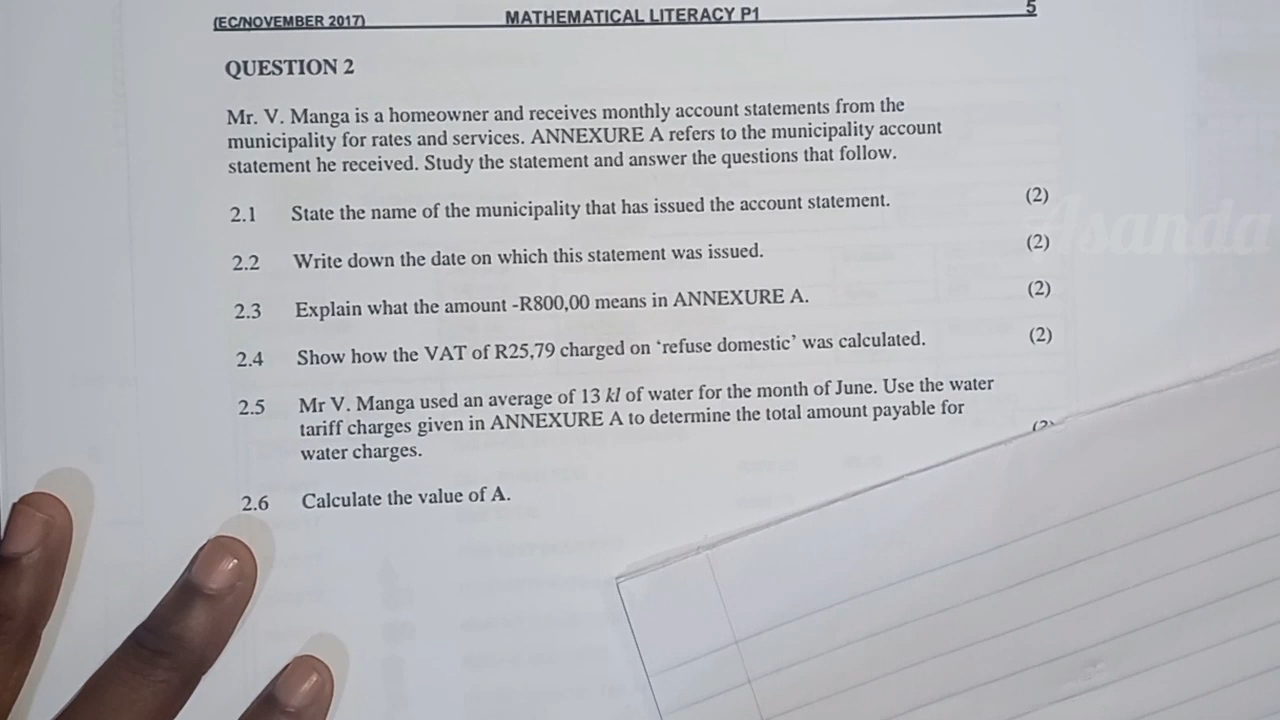 (EC/NOVEMBER 2017) MATHEMATICAL LITERACY P1 5
QUESTION 2
Mr. V. Manga is a homeowner and receives monthly account statements from the
municipality for rates and services. ANNEXURE A refers to the municipality account
statement he received. Study the statement and answer the questions that follow.
2.1 State the name of the municipality that has issued the account statement. (2)
Asanda
2.2 Write down the date on which this statement was issued. (2)
2.3 Explain what the amount -R800,00 means in ANNEXURE A. (2)
2.4 Show how the VAT of R25,79 charged on ‘refuse domestic’ was calculated. (2)
2.5 Mr V. Manga used an average of 13 kl of water for the month of June. Use the water
tariff charges given in ANNEXURE A to determine the total amount payable for
water charges.
2.6 Calculate the value of A.